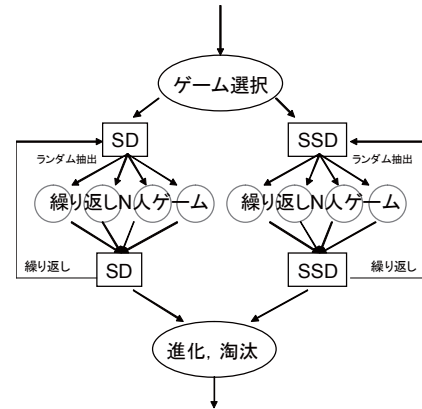 ゲーム選択
SD
SSD
ランダム抽出
ランダム抽出
繰り返しN人ゲーム
繰り返しN人ゲーム
SD
SSD
繰り返し
繰り返し
進化，淘汰